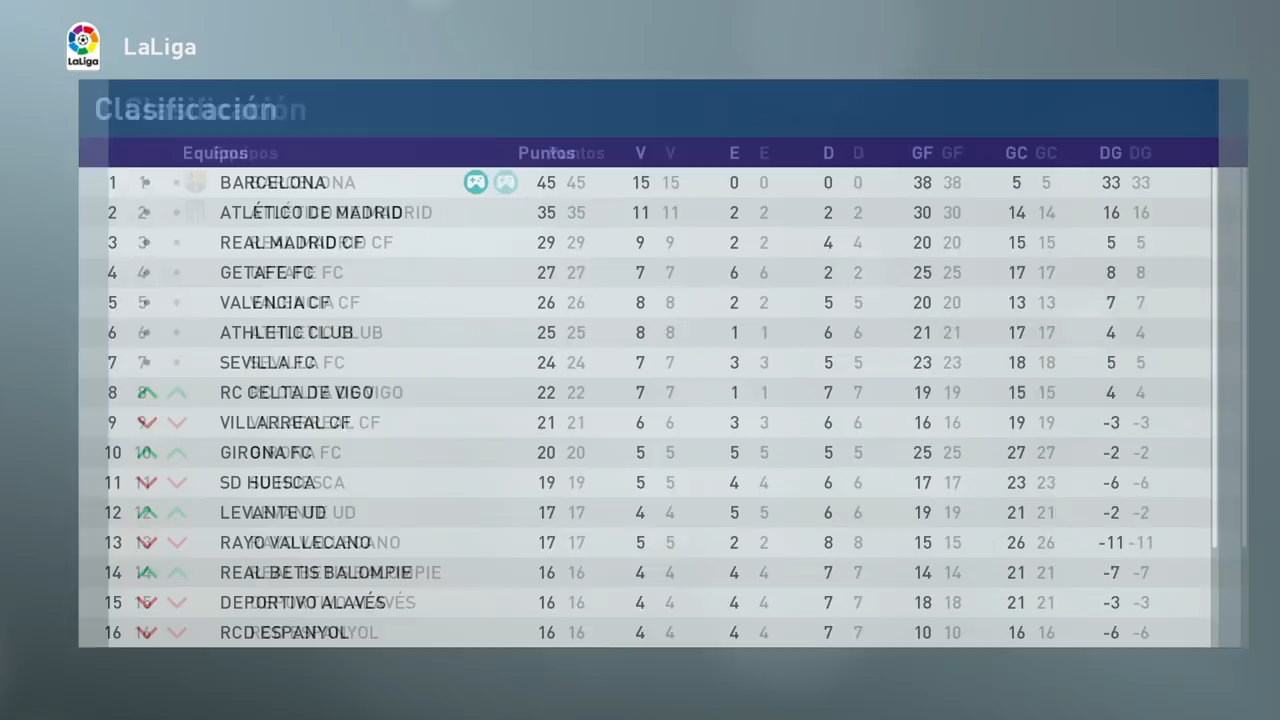 LaLiga
LaLiga
Clasificación
Equipos Puntos V E D GF GC DG
1 BARCELONA 45 15 0 0 38 5 33
2 ATLÉTICO DE MADRID 35 11 2 2 30 14 16
3 REAL MADRID CF 29 9 2 4 20 15 5
4 GETAFE FC 27 7 6 2 25 17 8
5 VALENCIA CF 26 8 2 5 20 13 7
6 ATHLETIC CLUB 25 8 1 6 21 17 4
7 SEVILLA FC 24 7 3 5 23 18 5
8 RC CELTA DE VIGO 22 7 1 7 19 15 4
9 VILLARREAL CF 21 6 3 6 16 19 -3
10 GIRONA FC 20 5 5 5 25 27 -2
11 SD HUESCA 19 5 4 6 17 23 -6
12 LEVANTE UD 17 4 5 6 19 21 -2
13 RAYO VALLECANO 17 5 2 8 15 26 -11
14 REAL BETIS BALOMPIE 16 4 4 7 14 21 -7
15 DEPORTIVO ALAVÉS 16 4 4 7 18 21 -3
16 RCD ESPANYOL 16 4 4 7 10 16 -6